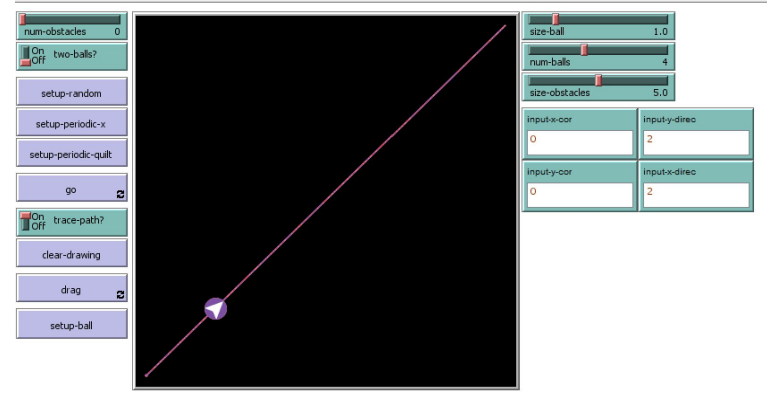 num-obstacles 0
On
Off
two-balls?
setup-random
setup-periodic-x
setup-periodic-quilt
go
On
Off
trace-path?
clear-drawing
drag
setup-ball
size-ball 1.0
num-balls 4
size-obstacles 5.0
input-x-cor
0
input-y-direc
2
input-y-cor
0
input-x-direc
2